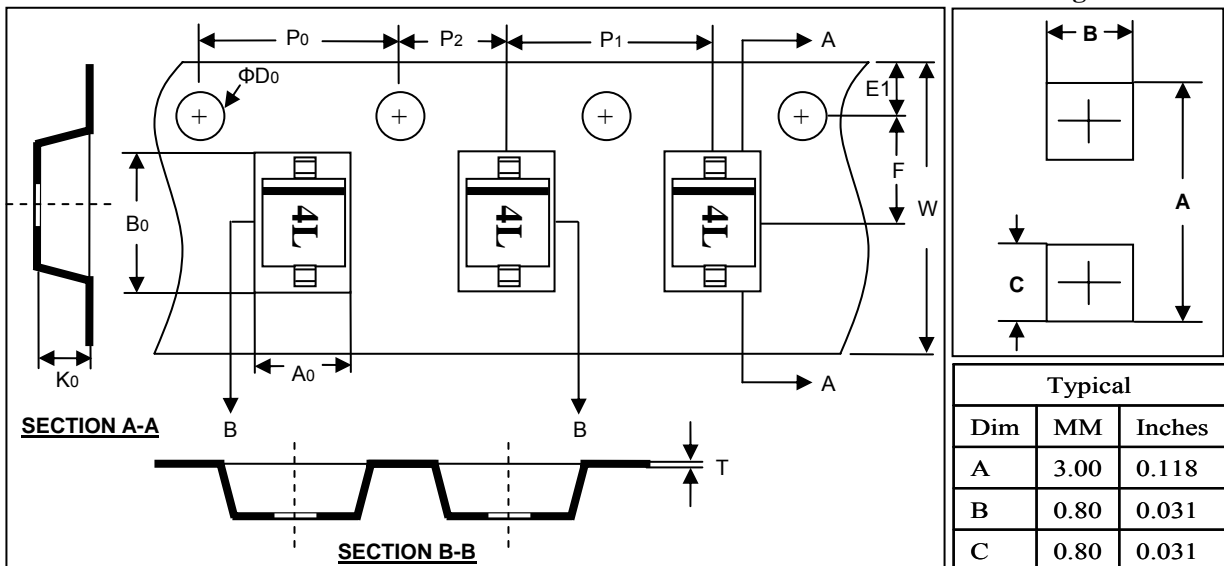 P0
P2
P1
A
B
ΦD0
E1
F
W
B0
4L
4L
4L
A
C
K0
A0
A
SECTION A-A
B
B
T
SECTION B-B
Typical
Dim MM Inches
A 3.00 0.118
B 0.80 0.031
C 0.80 0.031